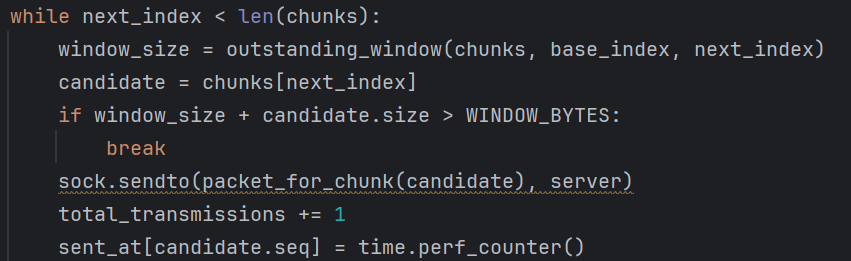 while next_index < len(chunks):
    window_size = outstanding_window(chunks, base_index, next_index)
    candidate = chunks[next_index]
    if window_size + candidate.size > WINDOW_BYTES:
        break
    sock.sendto(packet_for_chunk(candidate), server)
    total_transmissions += 1
    sent_at[candidate.seq] = time.perf_counter()